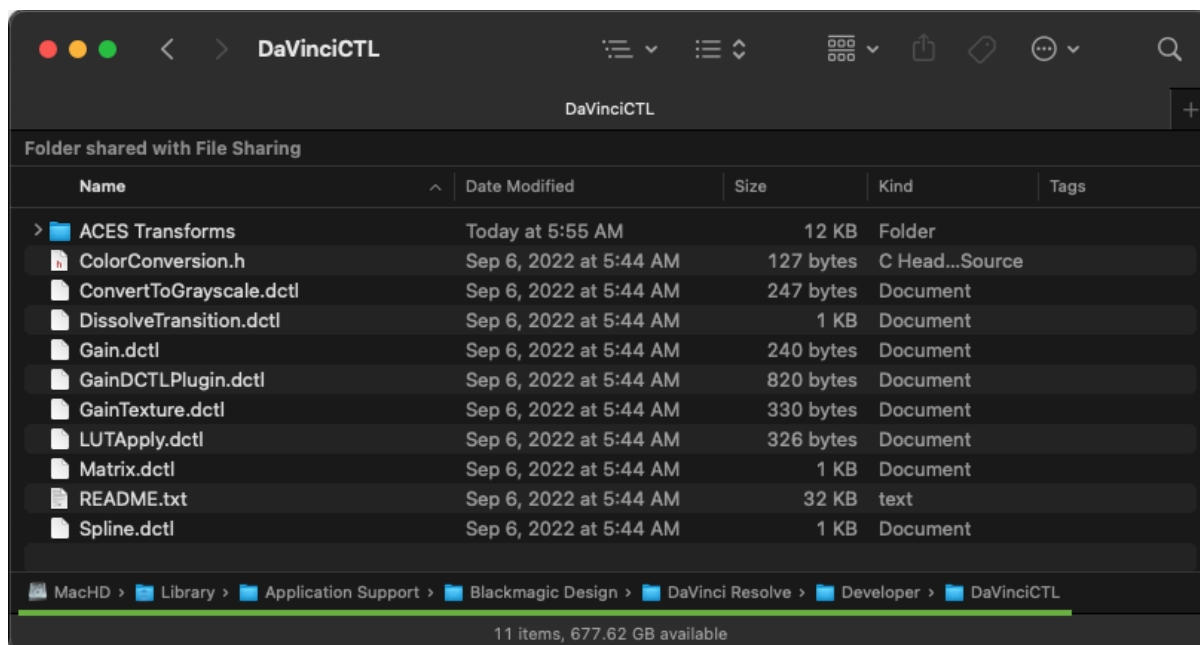 DaVinciCTL
DaVinciCTL
Folder shared with File Sharing
Name Date Modified Size Kind Tags
ACES Transforms Today at 5:55 AM 12 KB Folder
ColorConversion.h Sep 6, 2022 at 5:44 AM 127 bytes C Head...Source
ConvertToGrayscale.dctl Sep 6, 2022 at 5:44 AM 247 bytes Document
DissolveTransition.dctl Sep 6, 2022 at 5:44 AM 1 KB Document
Gain.dctl Sep 6, 2022 at 5:44 AM 240 bytes Document
GainDCTLPlugin.dctl Sep 6, 2022 at 5:44 AM 820 bytes Document
GainTexture.dctl Sep 6, 2022 at 5:44 AM 330 bytes Document
LUTApply.dctl Sep 6, 2022 at 5:44 AM 326 bytes Document
Matrix.dctl Sep 6, 2022 at 5:44 AM 1 KB Document
README.txt Sep 6, 2022 at 5:44 AM 32 KB text
Spline.dctl Sep 6, 2022 at 5:44 AM 1 KB Document
MacHD › Library › Application Support › Blackmagic Design › DaVinci Resolve › Developer › DaVinciCTL
11 items, 677.62 GB available